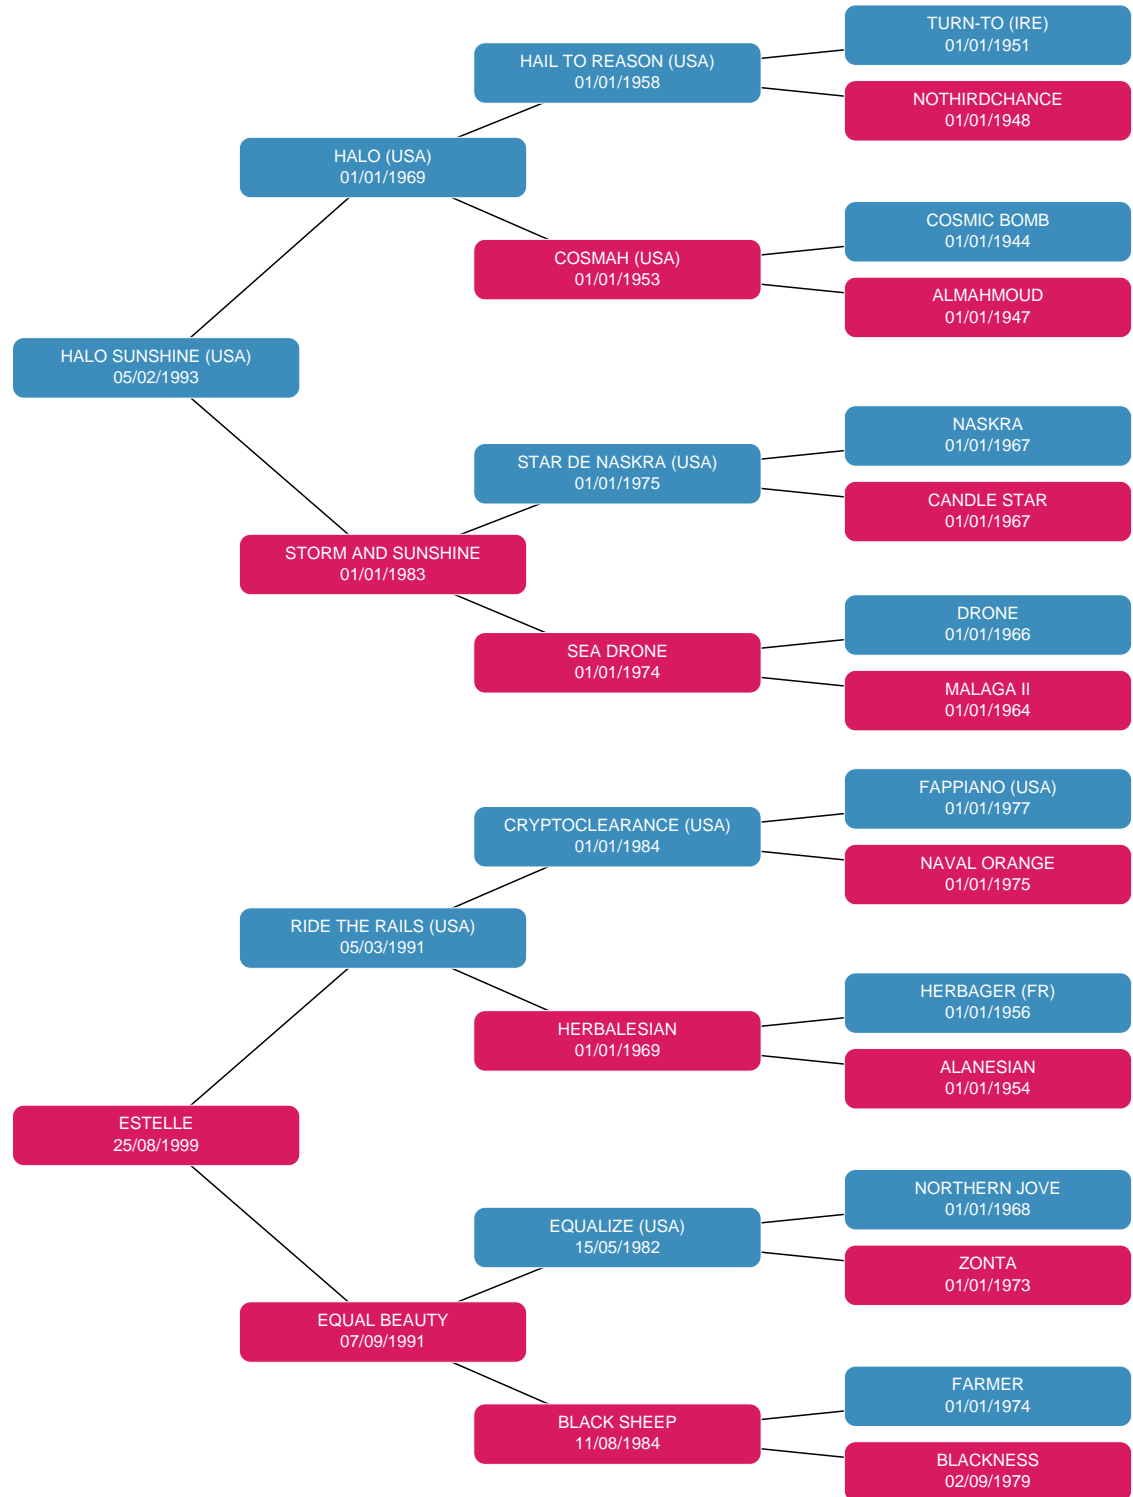 TURN-TO (IRE)
01/01/1951
HAIL TO REASON (USA)
01/01/1958
NOTHIRDCHANCE
01/01/1948
HALO (USA)
01/01/1969
COSMIC BOMB
01/01/1944
COSMAH (USA)
01/01/1953
ALMAHMOUD
01/01/1947
HALO SUNSHINE (USA)
05/02/1993
NASKRA
01/01/1967
STAR DE NASKRA (USA)
01/01/1975
CANDLE STAR
01/01/1967
STORM AND SUNSHINE
01/01/1983
DRONE
01/01/1966
SEA DRONE
01/01/1974
MALAGA II
01/01/1964
FAPPIANO (USA)
01/01/1977
CRYPTOCLEARANCE (USA)
01/01/1984
NAVAL ORANGE
01/01/1975
RIDE THE RAILS (USA)
05/03/1991
HERBAGER (FR)
01/01/1956
HERBALESIAN
01/01/1969
ALANESIAN
01/01/1954
ESTELLE
25/08/1999
NORTHERN JOVE
01/01/1968
EQUALIZE (USA)
15/05/1982
ZONTA
01/01/1973
EQUAL BEAUTY
07/09/1991
FARMER
01/01/1974
BLACK SHEEP
11/08/1984
BLACKNESS
02/09/1979